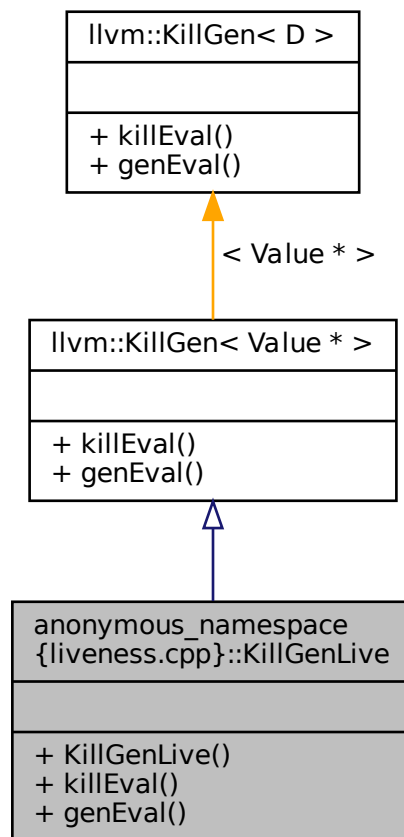 llvm::KillGen< D >
+ killEval()
+ genEval()
< Value * >
llvm::KillGen< Value * >
+ killEval()
+ genEval()
anonymous_namespace
{liveness.cpp}::KillGenLive
+ KillGenLive()
+ killEval()
+ genEval()